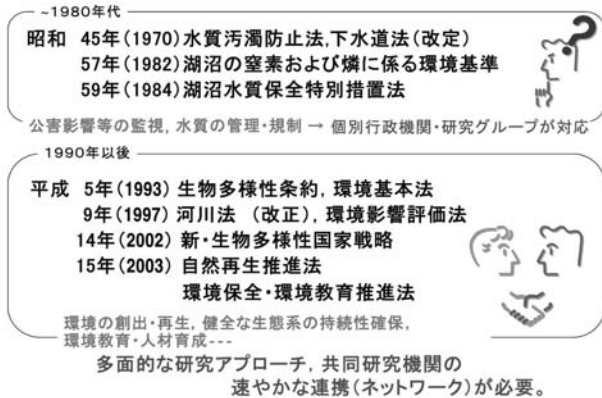 ~1980年代
昭和 45年(1970)水質汚濁防止法,下水道法(改定)
57年(1982)湖沼の窒素および燐に係る環境基準
59年(1984)湖沼水質保全特別措置法
公害影響等の監視, 水質の管理・規制 → 個別行政機関・研究グループが対応
1990年以後
平成 5年(1993) 生物多様性条約, 環境基本法
9年(1997) 河川法 (改正), 環境影響評価法
14年(2002) 新・生物多様性国家戦略
15年(2003) 自然再生推進法
環境保全・環境教育推進法
環境の創出・再生, 健全な生態系の持続性確保,
環境教育・人材育成---
多面的な研究アプローチ, 共同研究機関の
速やかな連携(ネットワーク)が必要。